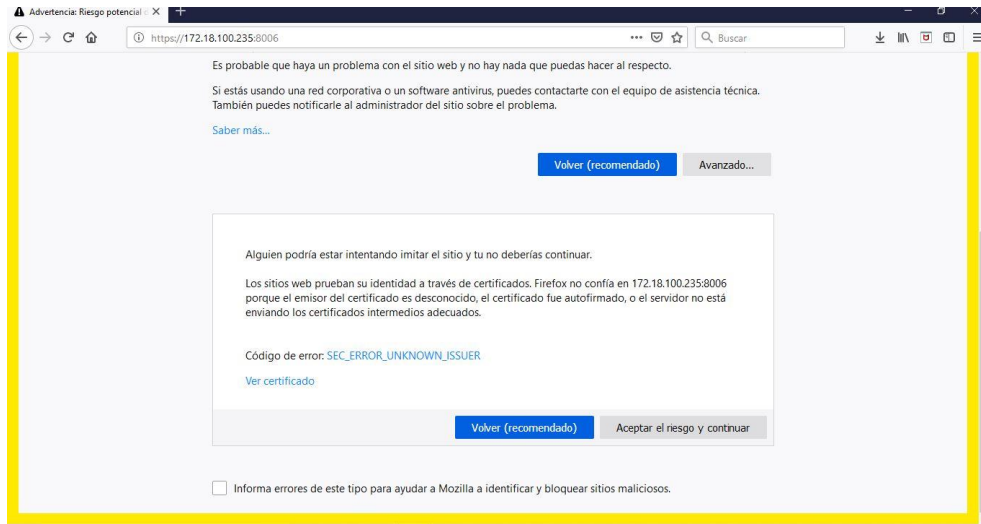 Advertencia: Riesgo potencial
https://172.18.100.235:8006
Buscar
Es probable que haya un problema con el sitio web y no hay nada que puedas hacer al respecto.
Si estás usando una red corporativa o un software antivirus, puedes contactarte con el equipo de asistencia técnica.
También puedes notificarle al administrador del sitio sobre el problema.
Saber más...
Volver (recomendado)
Avanzado...
Alguien podría estar intentando imitar el sitio y tu no deberías continuar.
Los sitios web prueban su identidad a través de certificados. Firefox no confía en 172.18.100.235:8006
porque el emisor del certificado es desconocido, el certificado fue autofirmado, o el servidor no está
enviando los certificados intermedios adecuados.
Código de error: SEC_ERROR_UNKNOWN_ISSUER
Ver certificado
Volver (recomendado)
Aceptar el riesgo y continuar
Informa errores de este tipo para ayudar a Mozilla a identificar y bloquear sitios maliciosos.